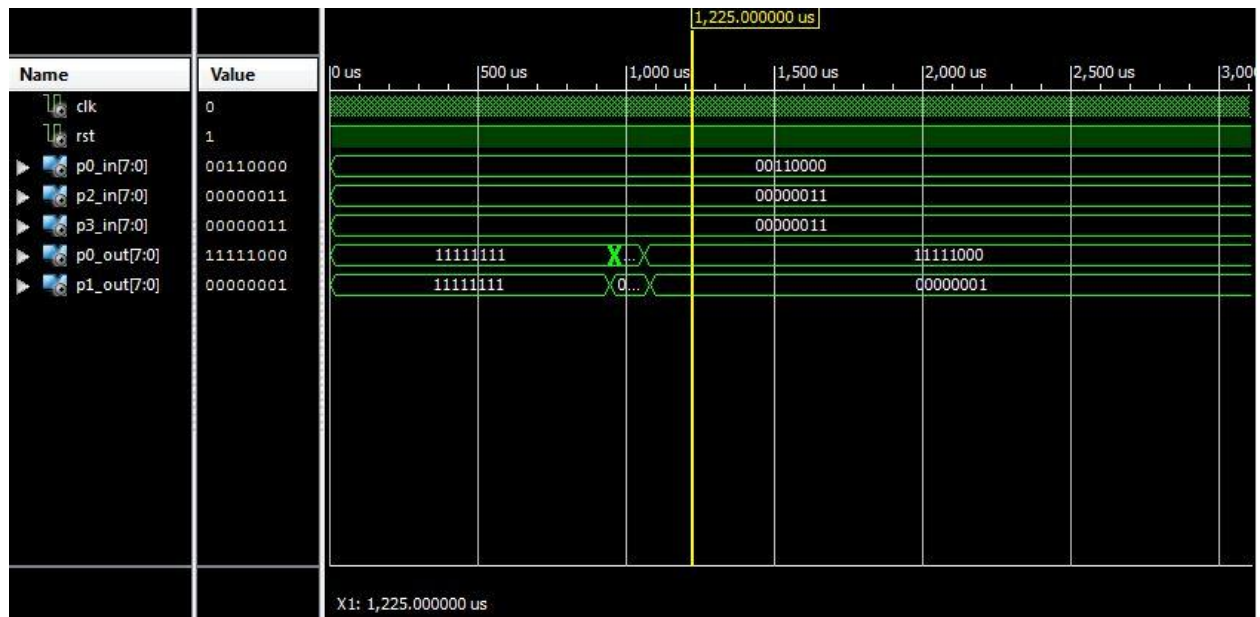 1,225.000000 us
Name Value 0 us 500 us 1,000 us 1,500 us 2,000 us 2,500 us 3,00
clk 0
rst 1
p0_in[7:0] 00110000 00110000
p2_in[7:0] 00000011 00000011
p3_in[7:0] 00000011 00000011
p0_out[7:0] 11111000 11111111 ... 11111000
p1_out[7:0] 00000001 11111111 0... 00000001
X1: 1,225.000000 us